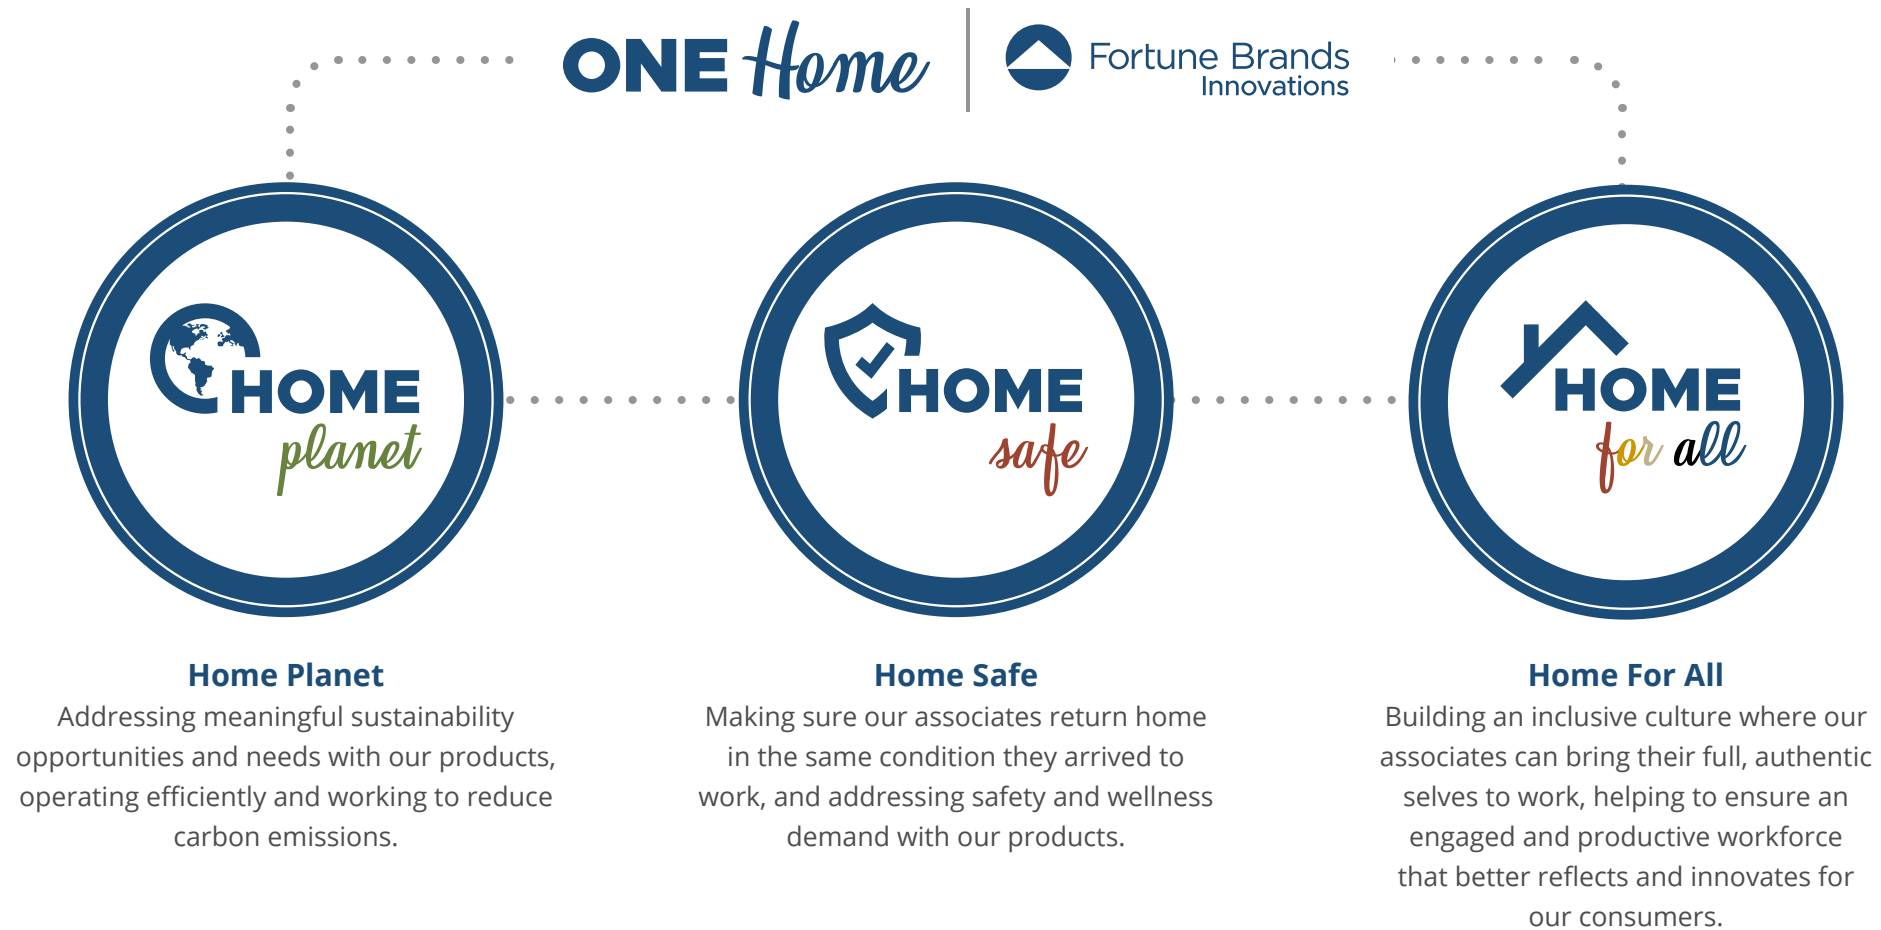 ONE Home
Fortune Brands
Innovations
HOME
planet
HOME
safe
HOME
for all
Home Planet
Addressing meaningful sustainability
opportunities and needs with our products,
operating efficiently and working to reduce
carbon emissions.
Home Safe
Making sure our associates return home
in the same condition they arrived to
work, and addressing safety and wellness
demand with our products.
Home For All
Building an inclusive culture where our
associates can bring their full, authentic
selves to work, helping to ensure an
engaged and productive workforce
that better reflects and innovates for
our consumers.